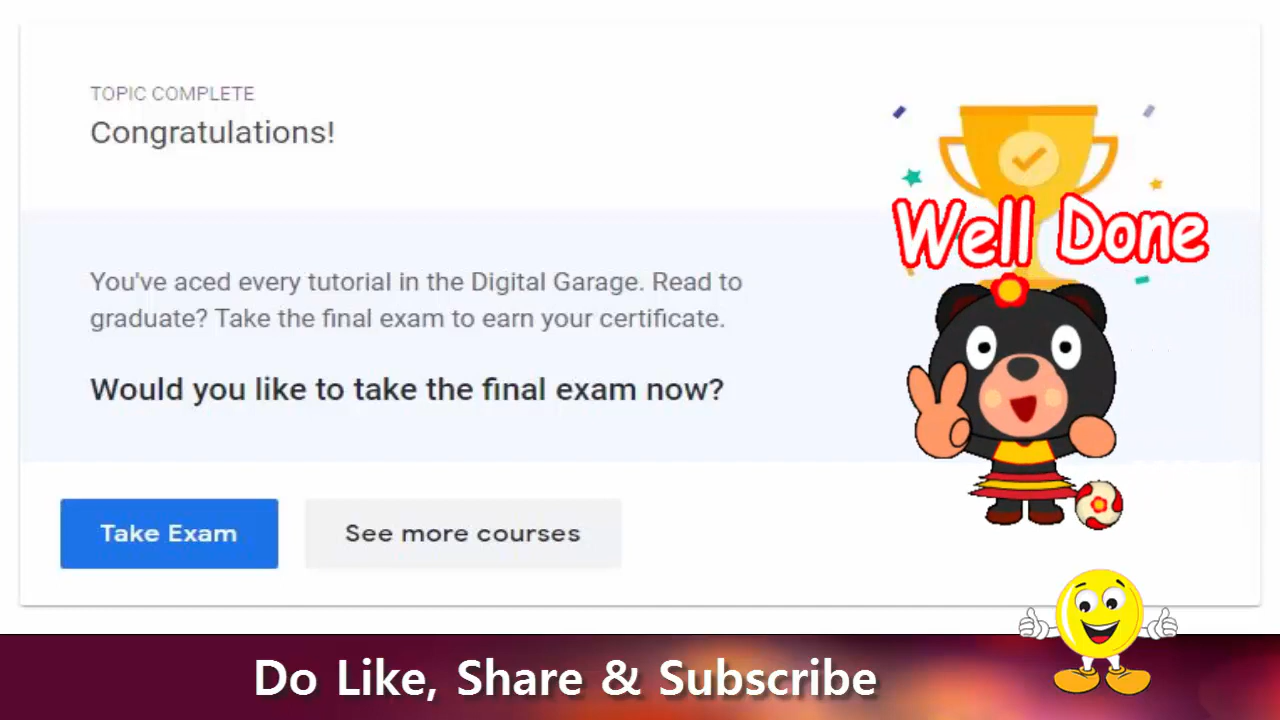 TOPIC COMPLETE
Congratulations!
Well Done
You've aced every tutorial in the Digital Garage. Read to
graduate? Take the final exam to earn your certificate.
Would you like to take the final exam now?
Take Exam
See more courses
Do Like, Share & Subscribe